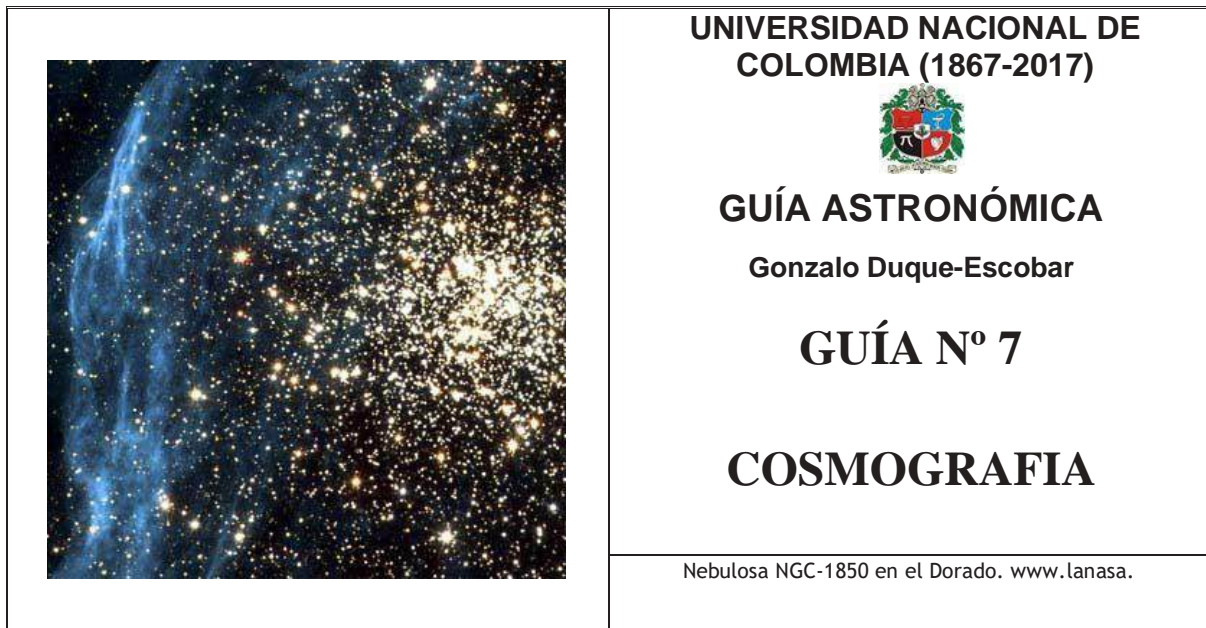 UNIVERSIDAD NACIONAL DE
COLOMBIA (1867-2017)
GUÍA ASTRONÓMICA
Gonzalo Duque-Escobar
GUÍA Nº 7
COSMOGRAFIA
Nebulosa NGC-1850 en el Dorado. www.lanasa.